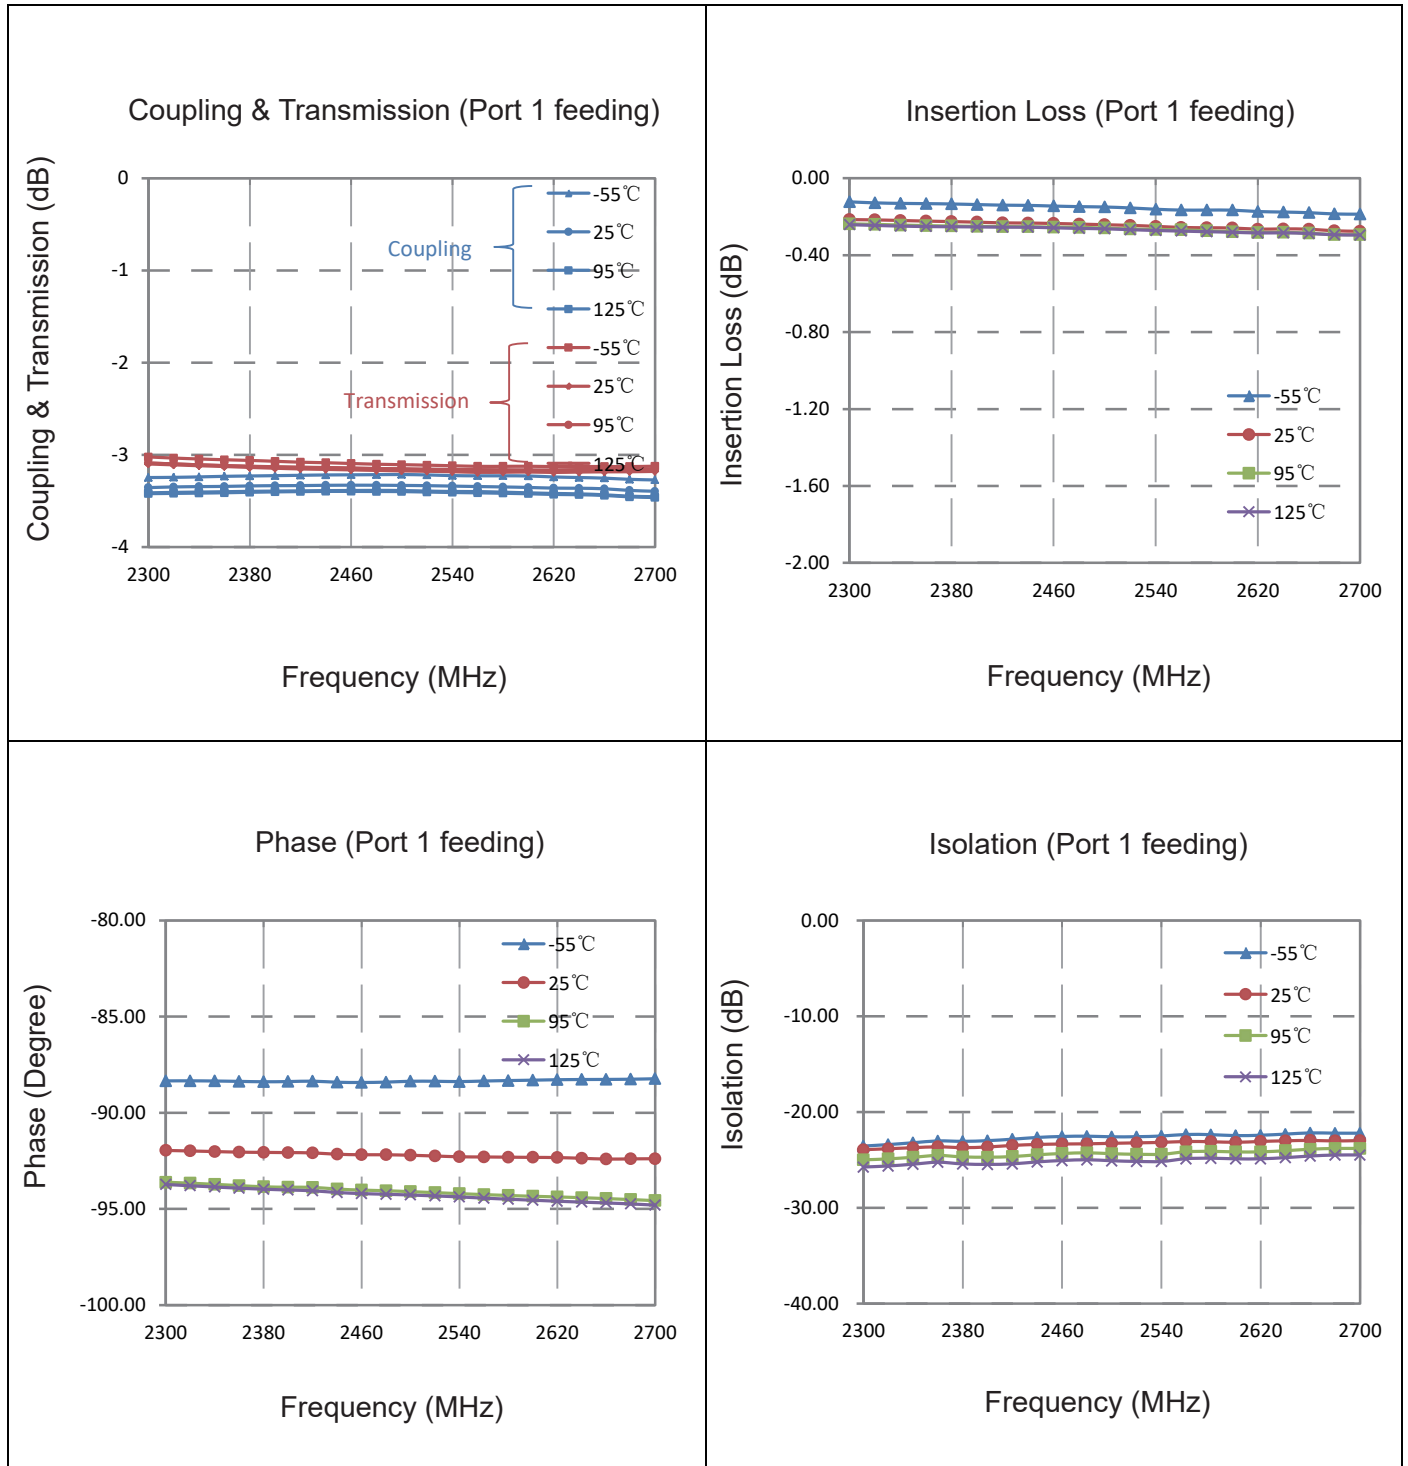 Coupling & Transmission (Port 1 feeding)
Coupling & Transmission (dB)
0
-1
-2
-3
-4
-55℃
25℃
95℃
125℃
Coupling
-55℃
25℃
95℃
125℃
Transmission
2300 2380 2460 2540 2620 2700
Frequency (MHz)
Insertion Loss (Port 1 feeding)
Insertion Loss (dB)
0.00
-0.40
-0.80
-1.20
-1.60
-2.00
-55℃
25℃
95℃
125℃
2300 2380 2460 2540 2620 2700
Frequency (MHz)
Phase (Port 1 feeding)
Phase (Degree)
-80.00
-85.00
-90.00
-95.00
-100.00
-55℃
25℃
95℃
125℃
2300 2380 2460 2540 2620 2700
Frequency (MHz)
Isolation (Port 1 feeding)
Isolation (dB)
0.00
-10.00
-20.00
-30.00
-40.00
-55℃
25℃
95℃
125℃
2300 2380 2460 2540 2620 2700
Frequency (MHz)